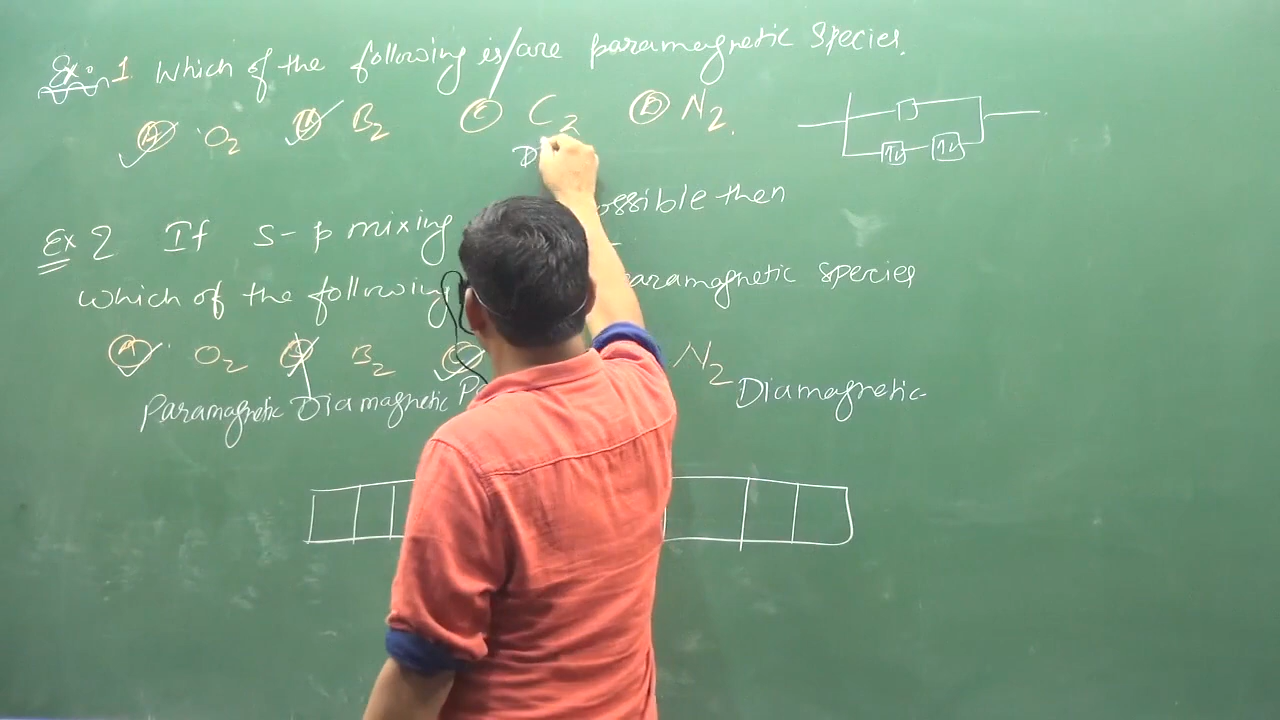 Ex. 1 Which of the following is/are paramagnetic species.
(A) O2 (B) B2 (C) C2 (D) N2.
Ex 2 If s-p mixing ossible then
which of the following aramagnetic species
(A) O2 B2 N2
Paramagnetic Diamagnetic Diamagnetic